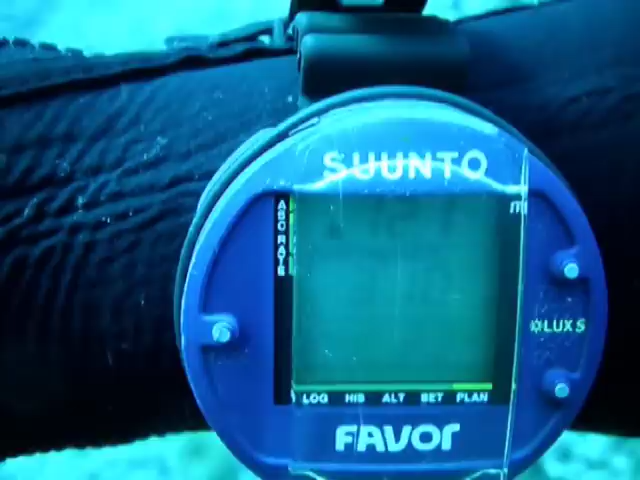 SUUNTO
m
ASC RATE
LUX S
LOG HIS ALT SET PLAN
FAVOR